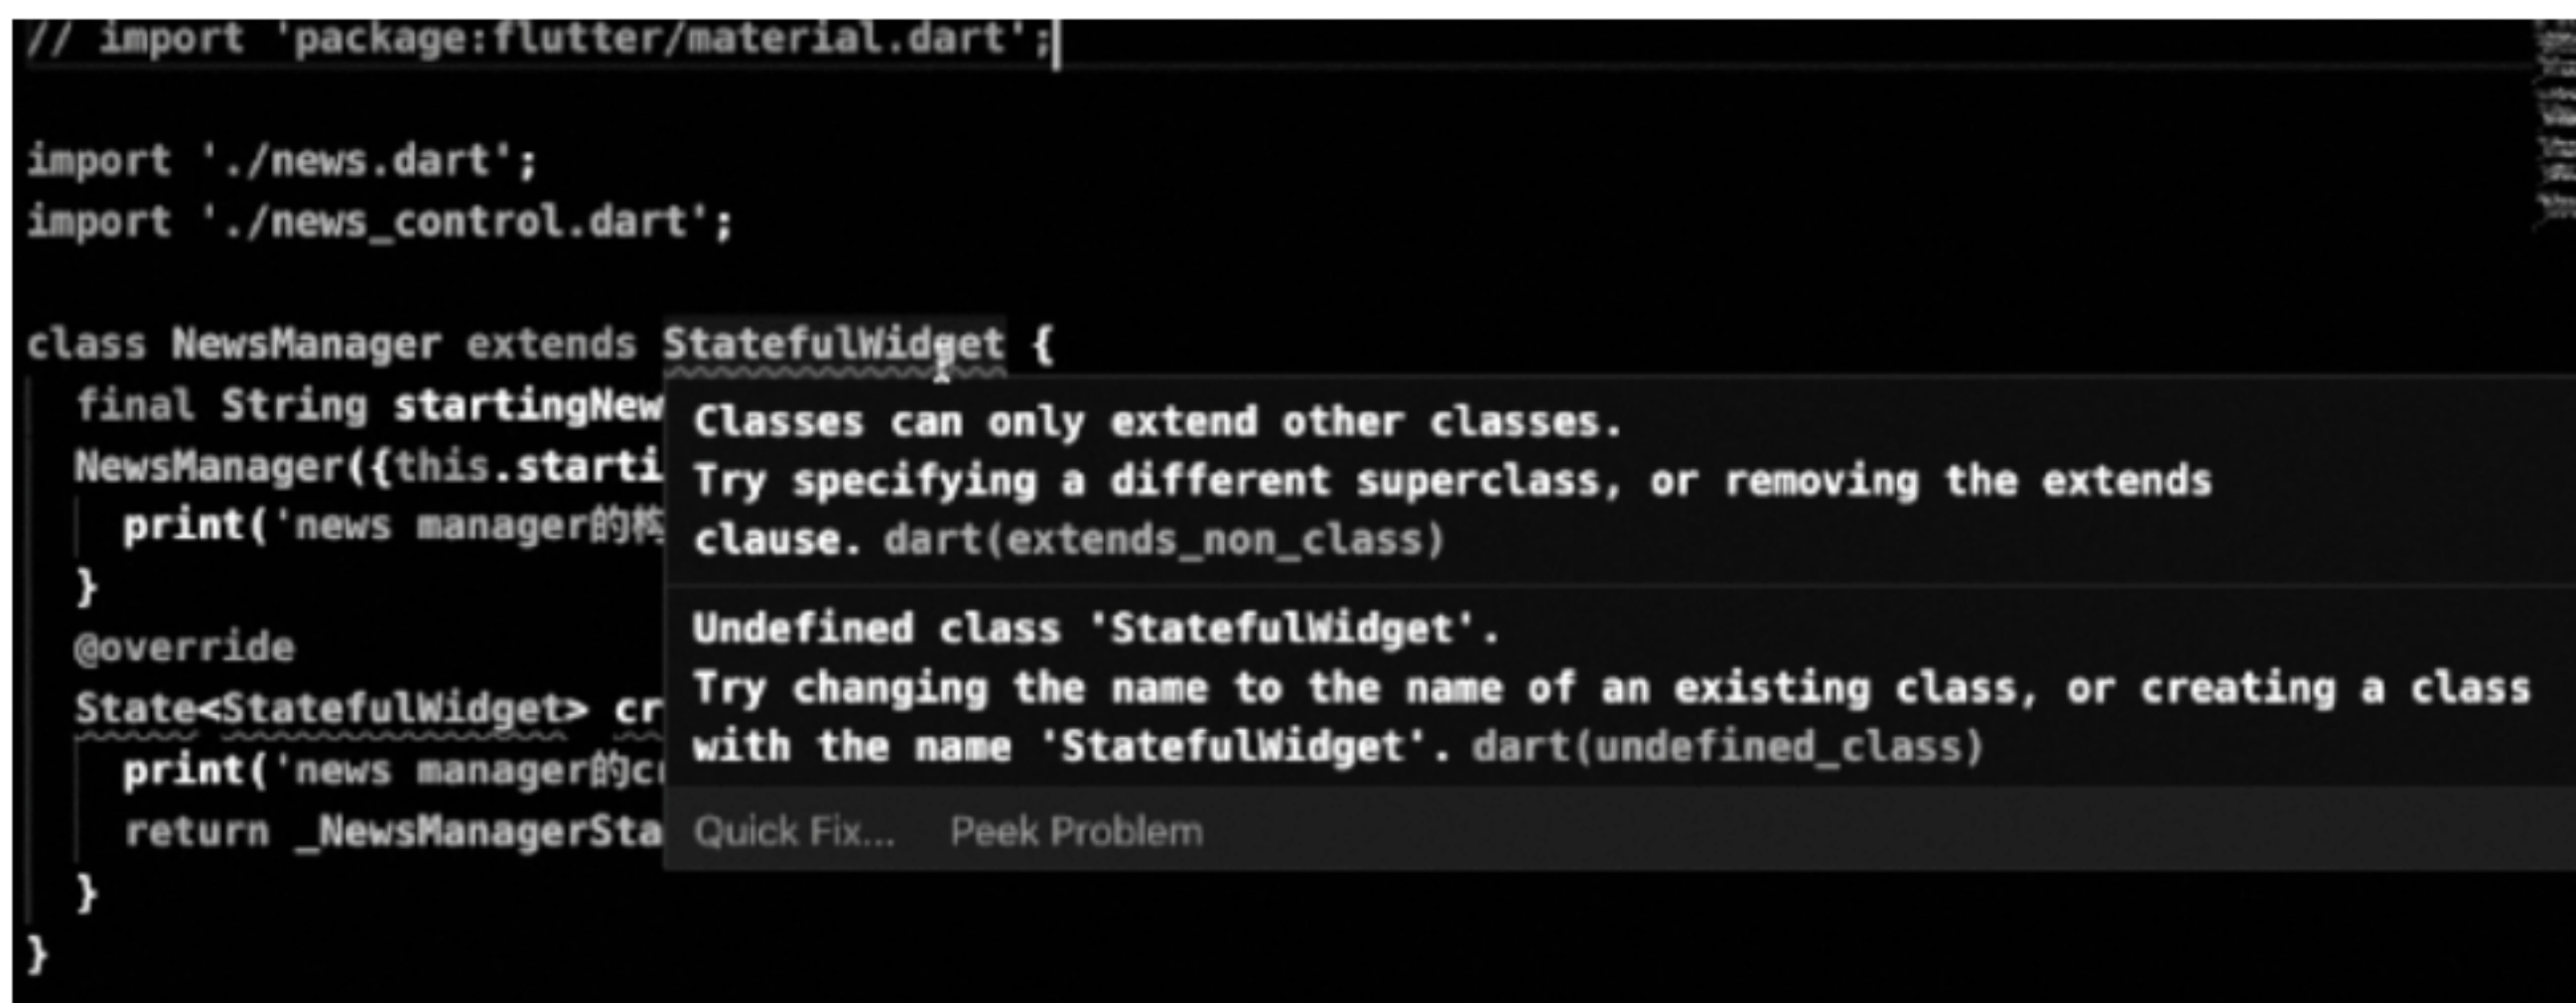 // import 'package:flutter/material.dart';
import './news.dart';
import './news_control.dart';
class NewsManager extends StatefulWidget {
final String startingNew
NewsManager({this.starti
print('news manager的构
}
@override
State<StatefulWidget> cr
print('news manager的cr
return _NewsManagerSta
}
}
Classes can only extend other classes.
Try specifying a different superclass, or removing the extends
clause. dart(extends_non_class)
Undefined class 'StatefulWidget'.
Try changing the name to the name of an existing class, or creating a class
with the name 'StatefulWidget'. dart(undefined_class)
Quick Fix... Peek Problem